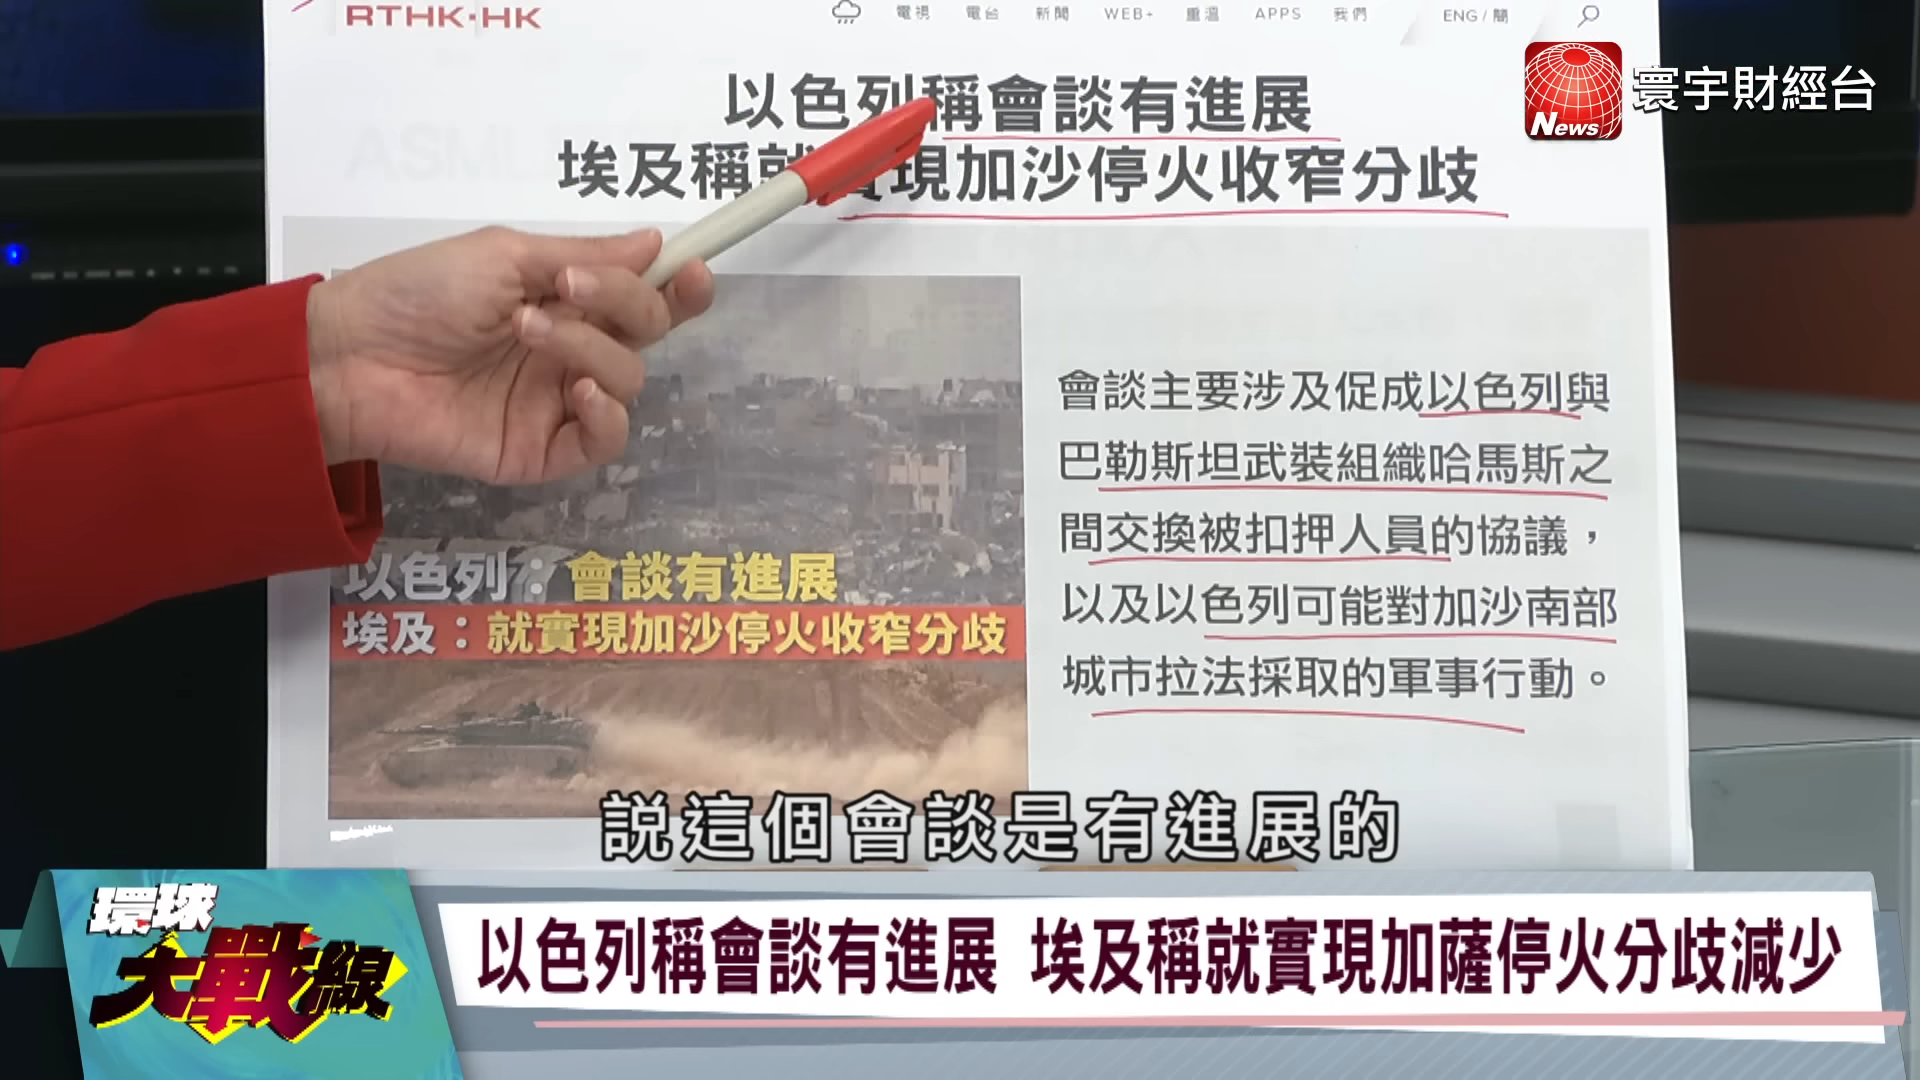 RTHK·HK
電視 電台 新聞 WEB+ 重溫 APPS 我們 ENG / 簡
News 寰宇財經台
以色列稱會談有進展
埃及稱就實現加沙停火收窄分歧
會談主要涉及促成以色列與
巴勒斯坦武裝組織哈馬斯之
間交換被扣押人員的協議，
以及以色列可能對加沙南部
城市拉法採取的軍事行動。
以色列：會談有進展
埃及：就實現加沙停火收窄分歧
説這個會談是有進展的
環球
大戰線
以色列稱會談有進展 埃及稱就實現加薩停火分歧減少